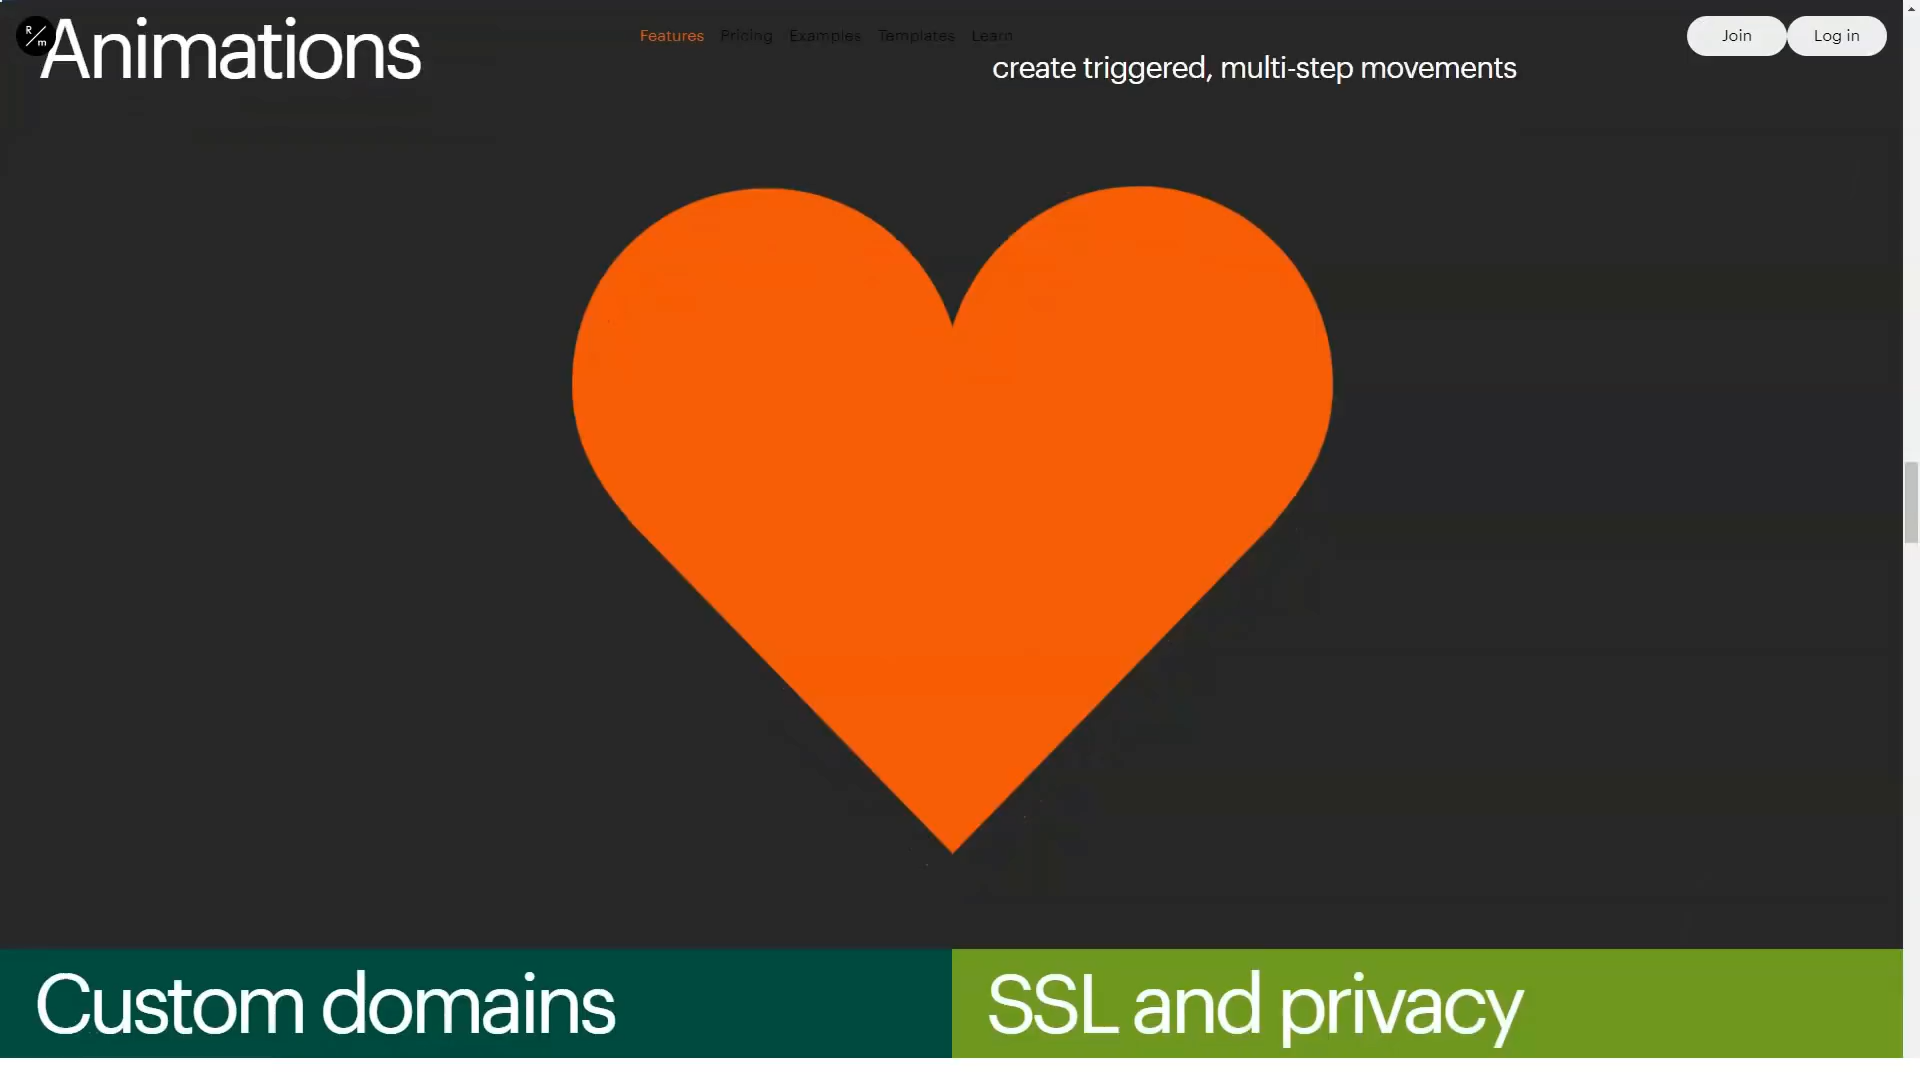 R/m
Animations
Features Pricing Examples Templates Learn
Join
Log in
create triggered, multi-step movements
Custom domains
SSL and privacy